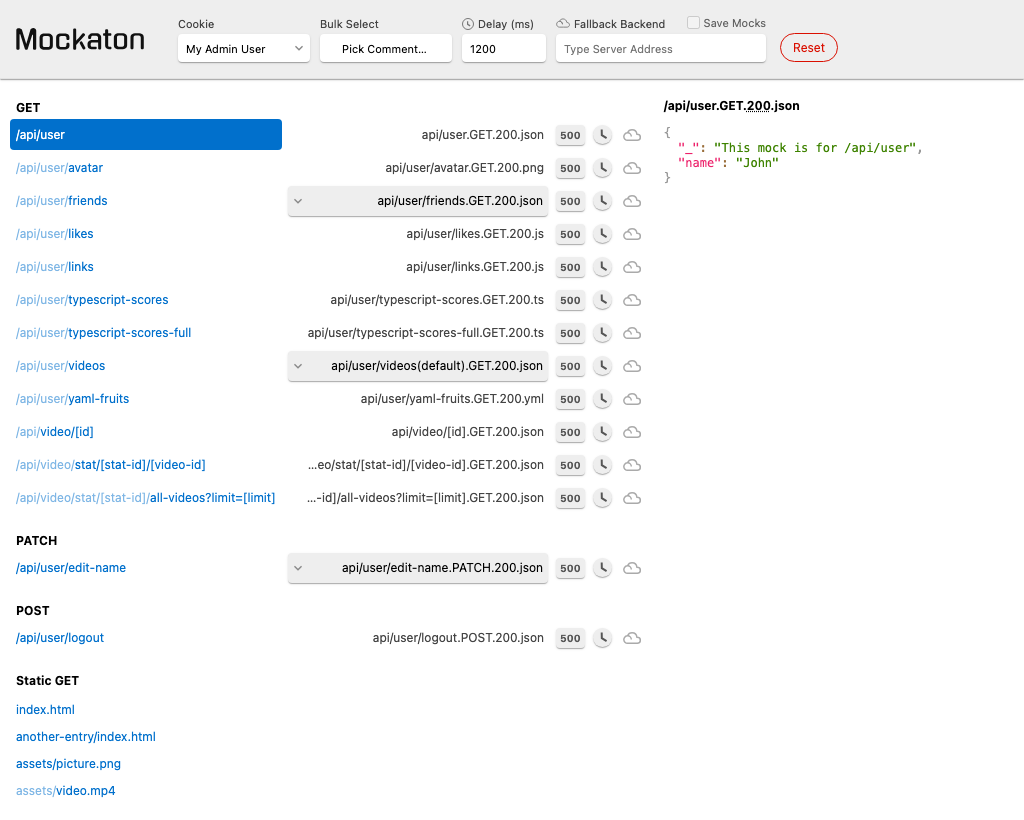 Mockaton
Cookie
My Admin User
Bulk Select
Pick Comment...
Delay (ms)
1200
Fallback Backend
Type Server Address
Save Mocks
Reset
GET
/api/user api/user.GET.200.json 500
/api/user/avatar api/user/avatar.GET.200.png 500
/api/user/friends api/user/friends.GET.200.json 500
/api/user/likes api/user/likes.GET.200.js 500
/api/user/links api/user/links.GET.200.js 500
/api/user/typescript-scores api/user/typescript-scores.GET.200.ts 500
/api/user/typescript-scores-full api/user/typescript-scores-full.GET.200.ts 500
/api/user/videos api/user/videos(default).GET.200.json 500
/api/user/yaml-fruits api/user/yaml-fruits.GET.200.yml 500
/api/video/[id] api/video/[id].GET.200.json 500
/api/video/stat/[stat-id]/[video-id] ...eo/stat/[stat-id]/[video-id].GET.200.json 500
/api/video/stat/[stat-id]/all-videos?limit=[limit] ...-id]/all-videos?limit=[limit].GET.200.json 500
PATCH
/api/user/edit-name api/user/edit-name.PATCH.200.json 500
POST
/api/user/logout api/user/logout.POST.200.json 500
Static GET
index.html
another-entry/index.html
assets/picture.png
assets/video.mp4
/api/user.GET.200.json
{
"_": "This mock is for /api/user",
"name": "John"
}